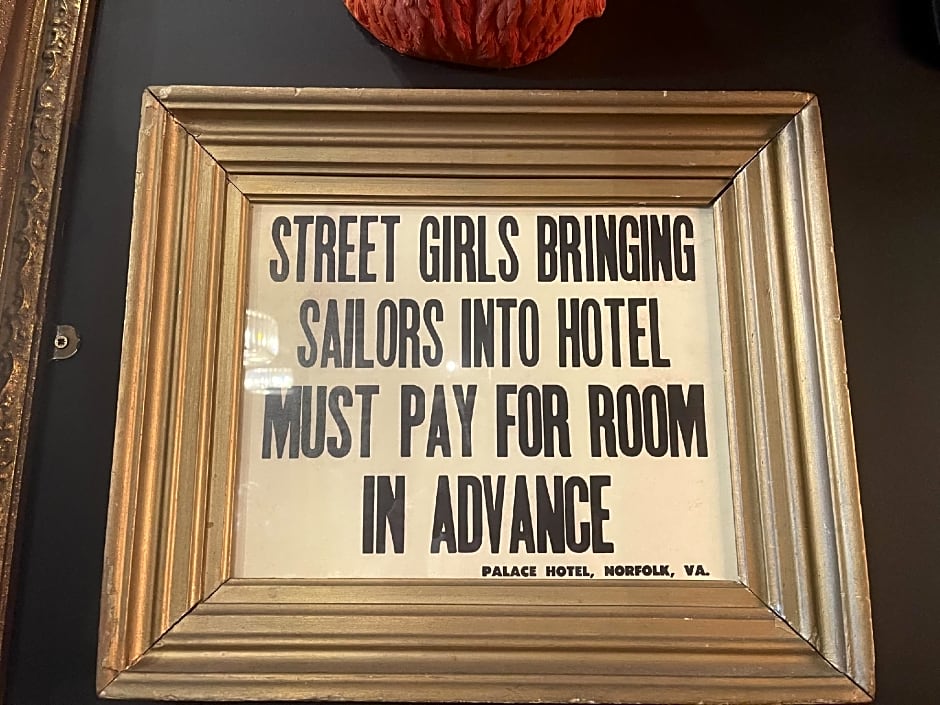 STREET GIRLS BRINGING
SAILORS INTO HOTEL
MUST PAY FOR ROOM
IN ADVANCE
PALACE HOTEL, NORFOLK, VA.